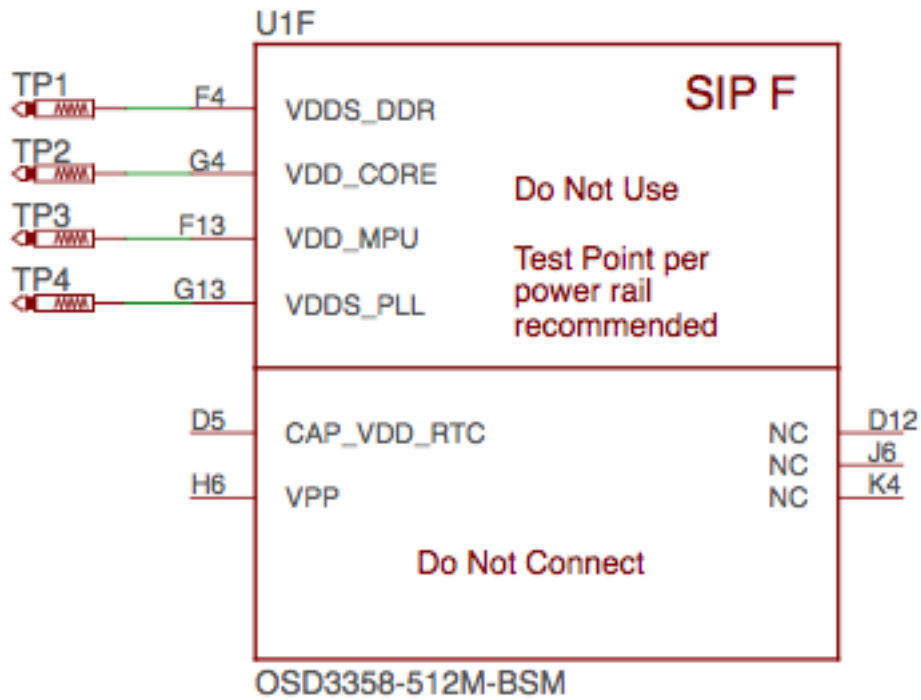 U1F
SIP F
TP1
F4
VDDS_DDR
TP2
G4
VDD_CORE
Do Not Use
TP3
F13
VDD_MPU
Test Point per
power rail
recommended
TP4
G13
VDDS_PLL
D5
CAP_VDD_RTC
NC
D12
NC
J6
H6
VPP
NC
K4
Do Not Connect
OSD3358-512M-BSM